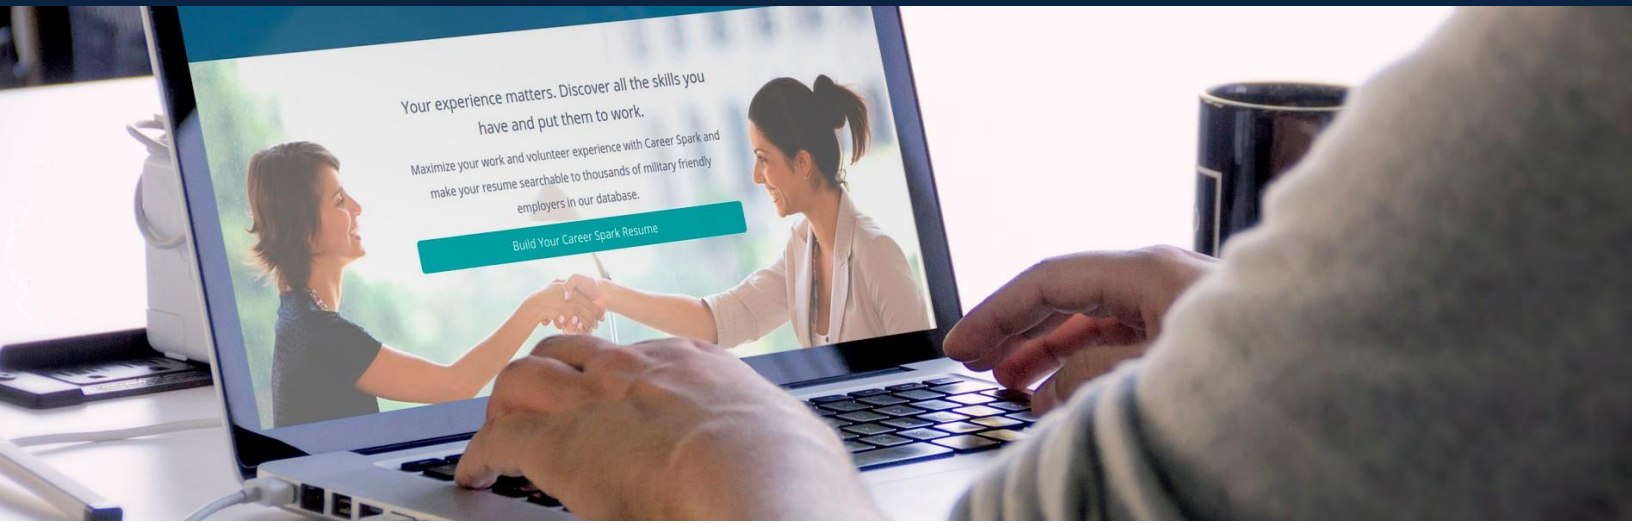 Your experience matters. Discover all the skills you
have and put them to work.
Maximize your work and volunteer experience with Career Spark and
make your resume searchable to thousands of military friendly
employers in our database.
Build Your Career Spark Resume